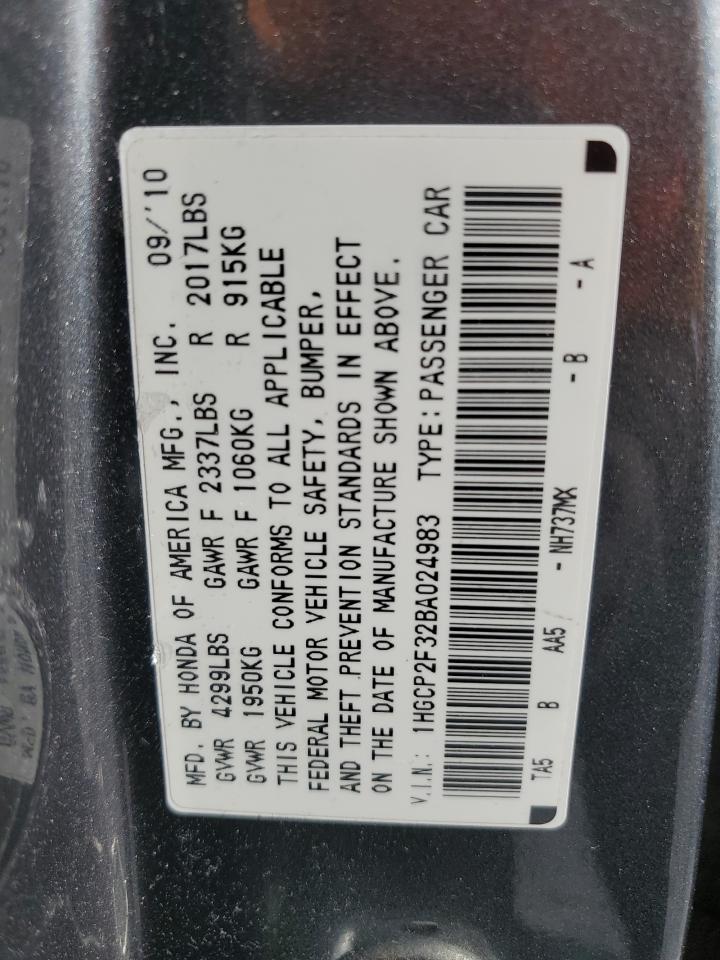 MFD. BY HONDA OF AMERICA MFG., INC. 09/'10
GVWR 4299LBS GAWR F 2337LBS R 2017LBS
GVWR 1950KG GAWR F 1060KG R 915KG
THIS VEHICLE CONFORMS TO ALL APPLICABLE
FEDERAL MOTOR VEHICLE SAFETY, BUMPER,
AND THEFT PREVENTION STANDARDS IN EFFECT
ON THE DATE OF MANUFACTURE SHOWN ABOVE.
V.I.N.: 1HGCP2F32BA024983 TYPE:PASSENGER CAR
TA5 B AA5 - NH737MX - B - A